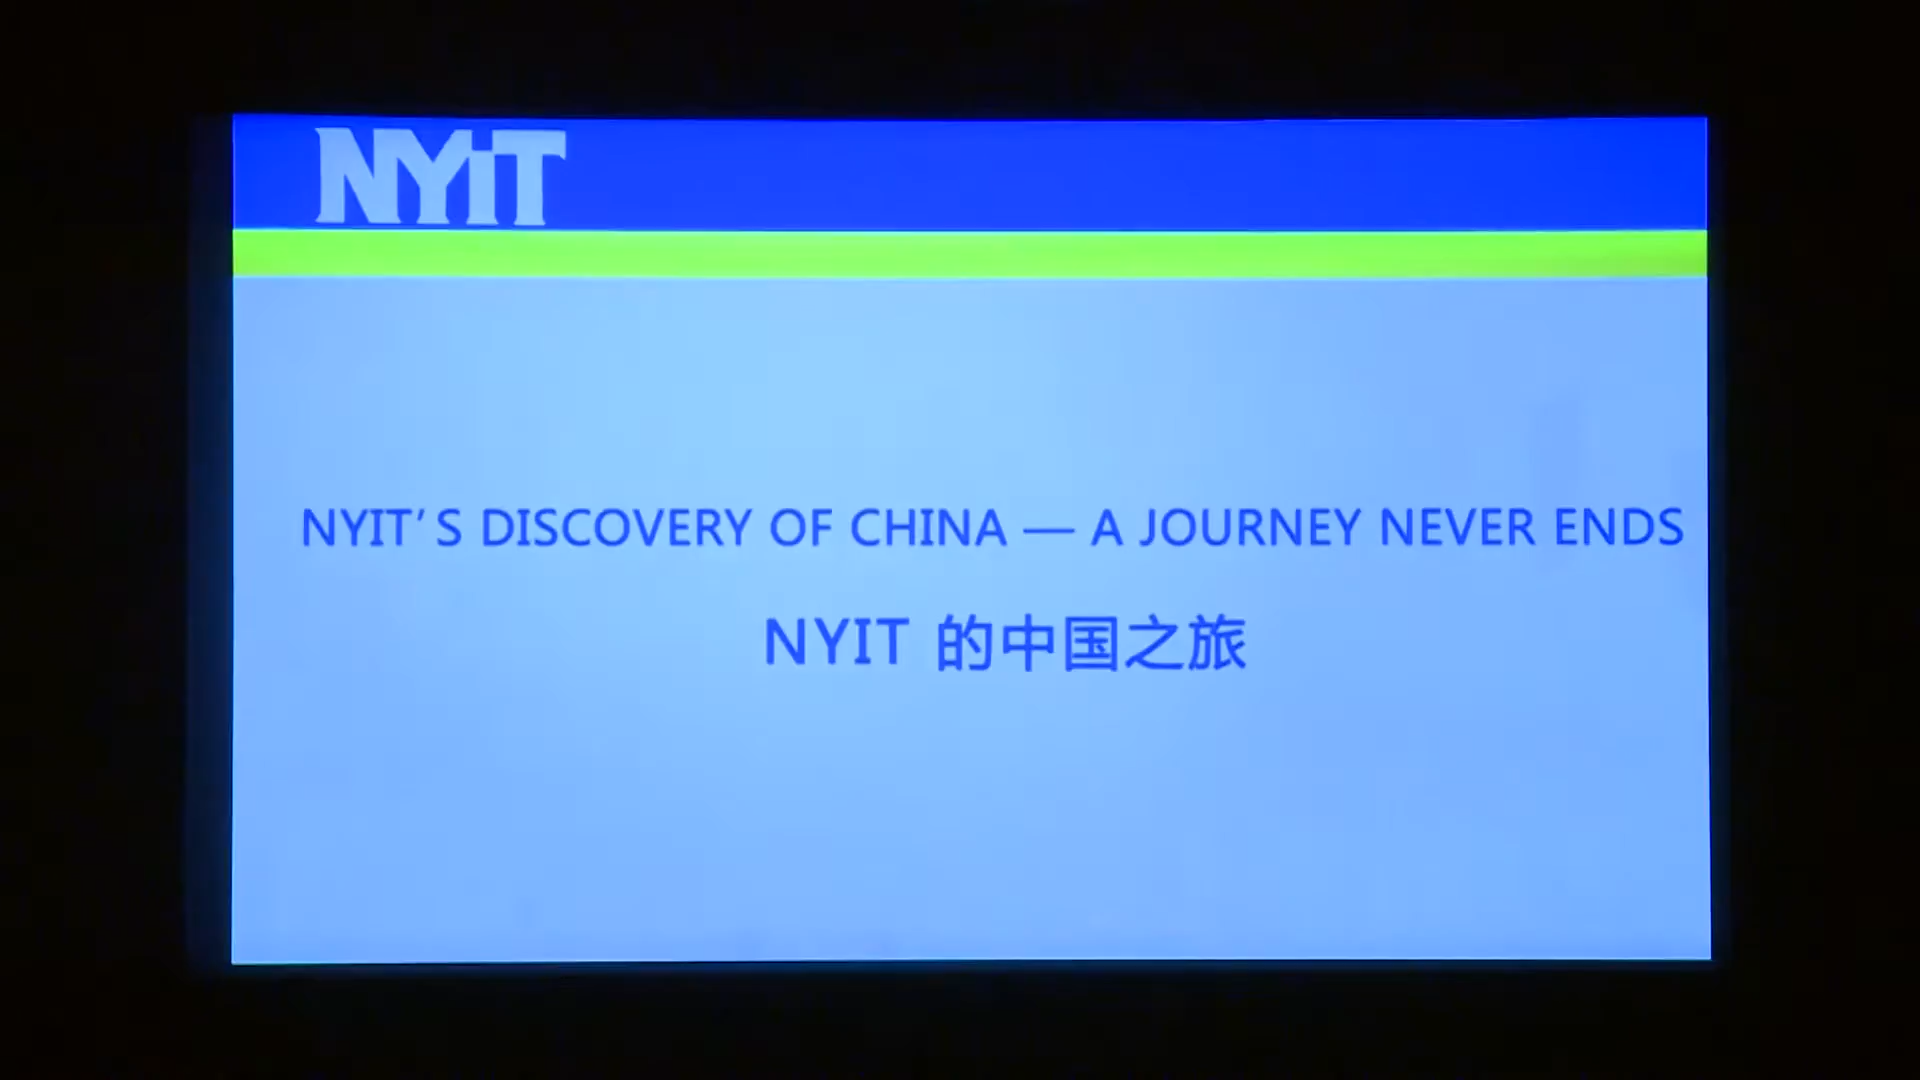 NYiT
NYIT'S DISCOVERY OF CHINA — A JOURNEY NEVER ENDS
NYIT 的中国之旅